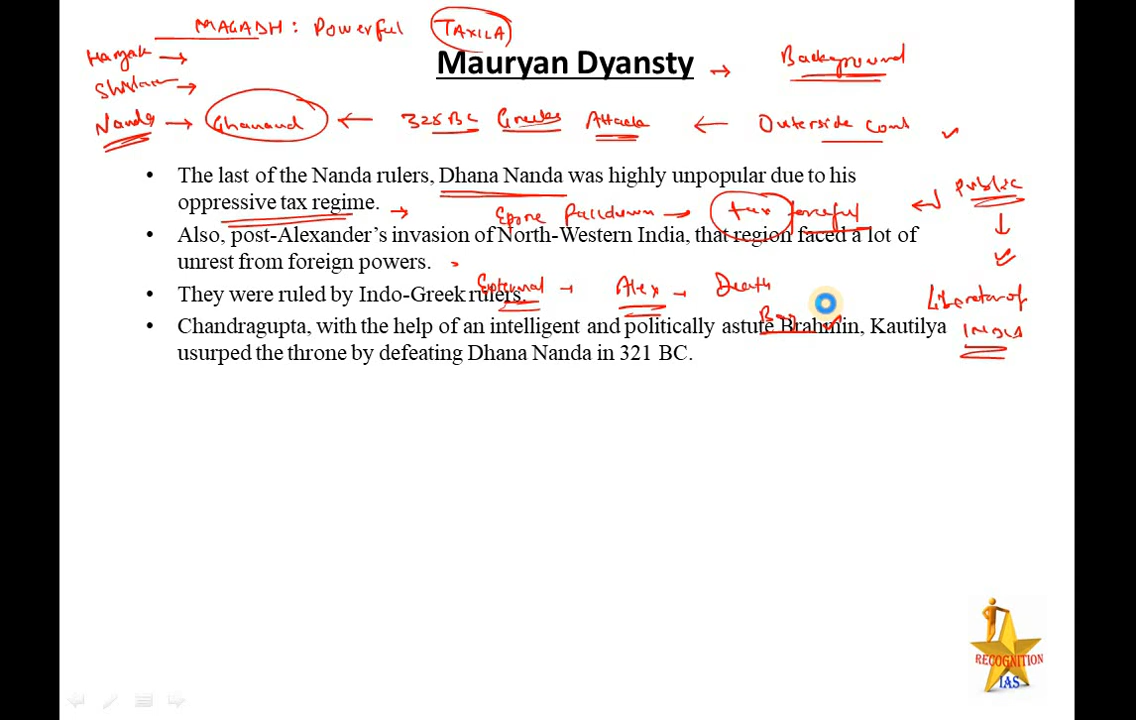 MAGADH : Powerful TAXILA
Haryak →
Mauryan Dyansty → Background
Nanda → Ghanand ← 326 BC Greeks Attack ← Outerside
• The last of the Nanda rulers, Dhana Nanda was highly unpopular due to his
oppressive tax regime. →
Public
tax forceful
• Also, post-Alexander’s invasion of North-Western India, that region faced a lot of
unrest from foreign powers.
External → Alex → Death
• They were ruled by Indo-Greek rulers.
Liberator of
• Chandragupta, with the help of an intelligent and politically astute Brahmin, Kautilya
INDIA
usurped the throne by defeating Dhana Nanda in 321 BC.
RECOGNITION
IAS